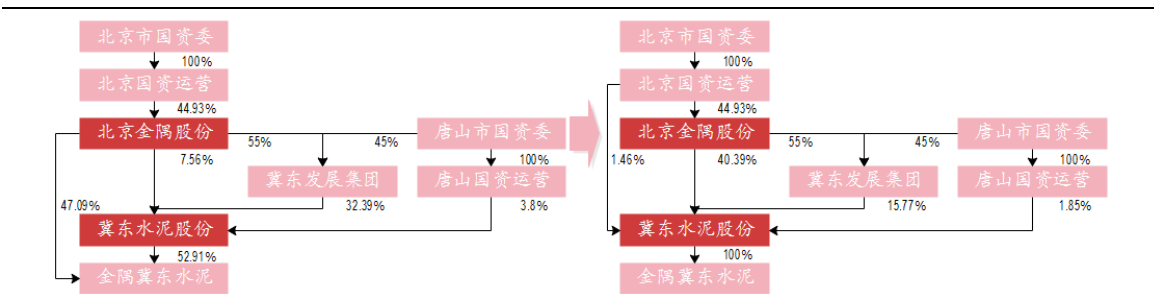 北京市国资委
100%
北京国资运营
44.93%
北京金隅股份
55%
45%
唐山市国资委
7.56%
100%
冀东发展集团
唐山国资运营
47.09%
32.39%
3.8%
冀东水泥股份
52.91%
金隅冀东水泥
北京市国资委
100%
北京国资运营
44.93%
北京金隅股份
55%
45%
唐山市国资委
1.46%
40.39%
100%
冀东发展集团
唐山国资运营
15.77%
1.85%
冀东水泥股份
100%
金隅冀东水泥